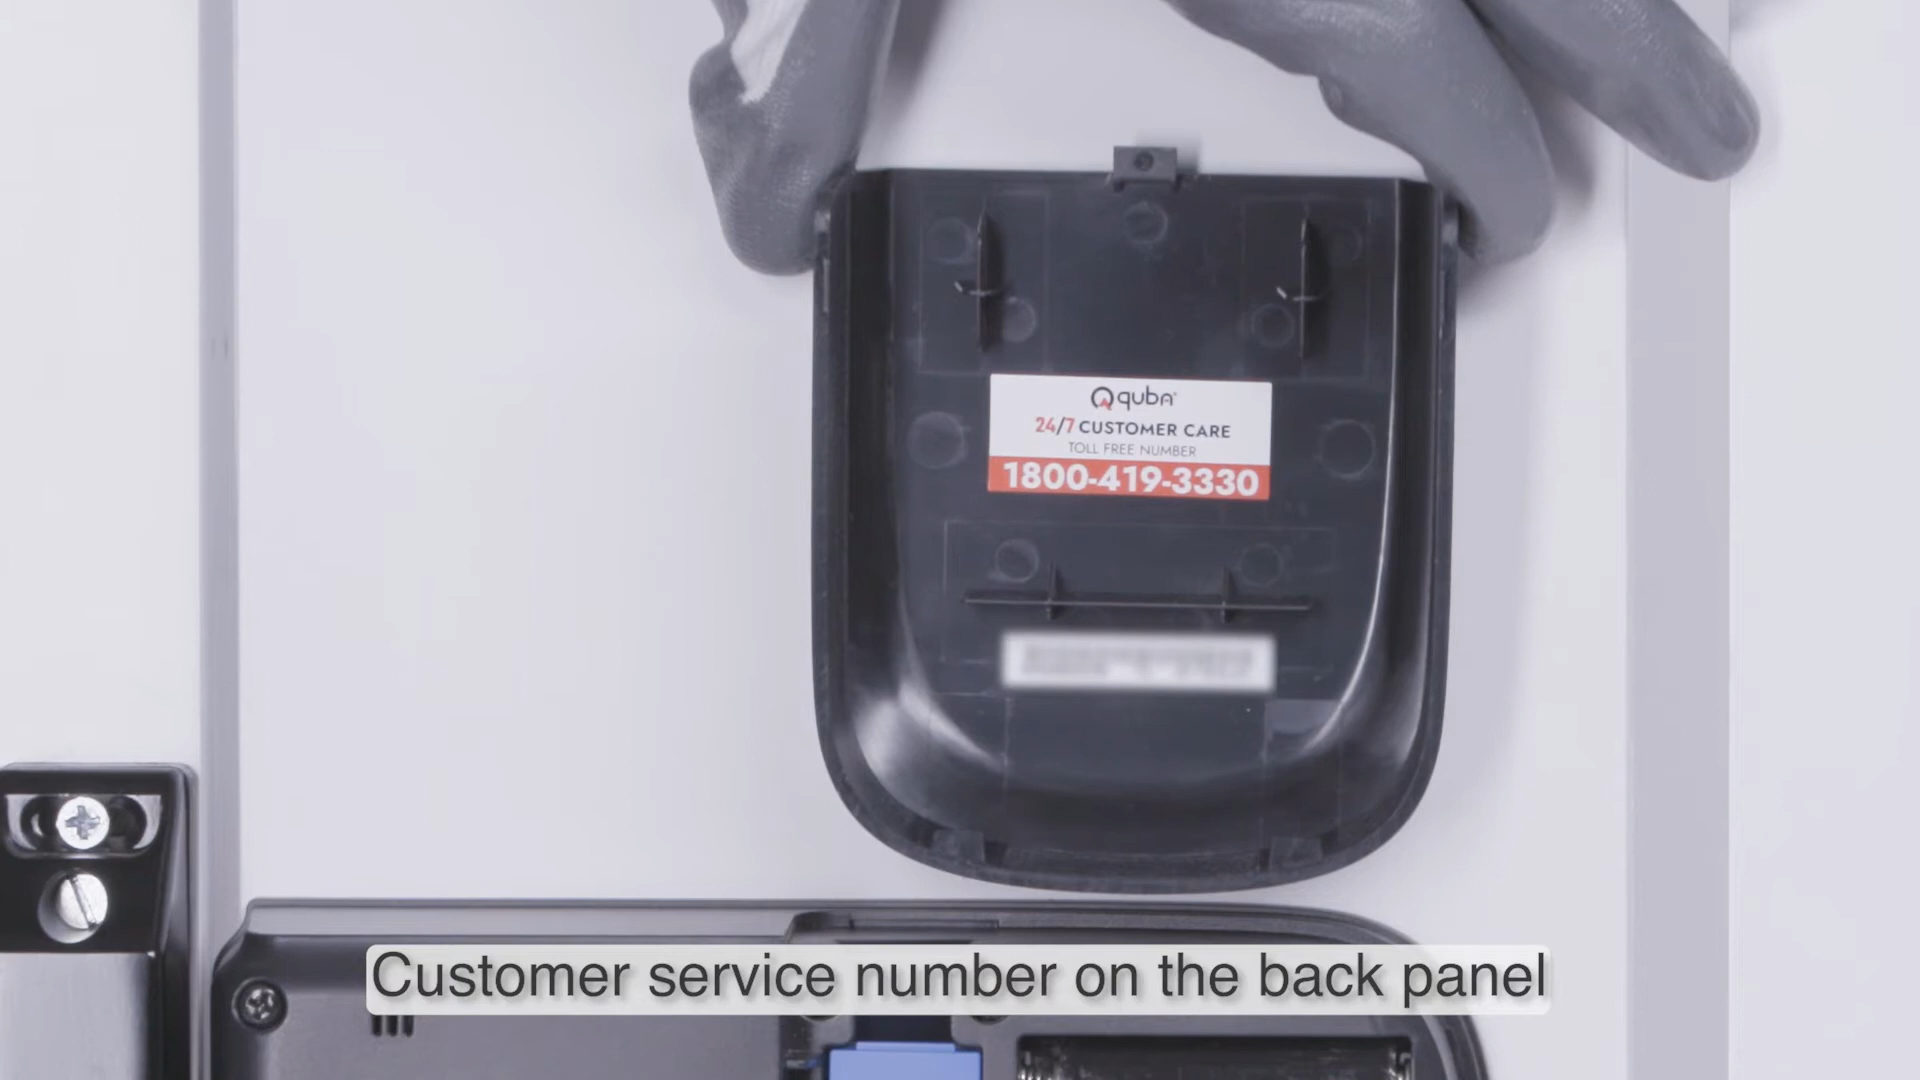 quba
24/7 CUSTOMER CARE
TOLL FREE NUMBER
1800-419-3330
Customer service number on the back panel